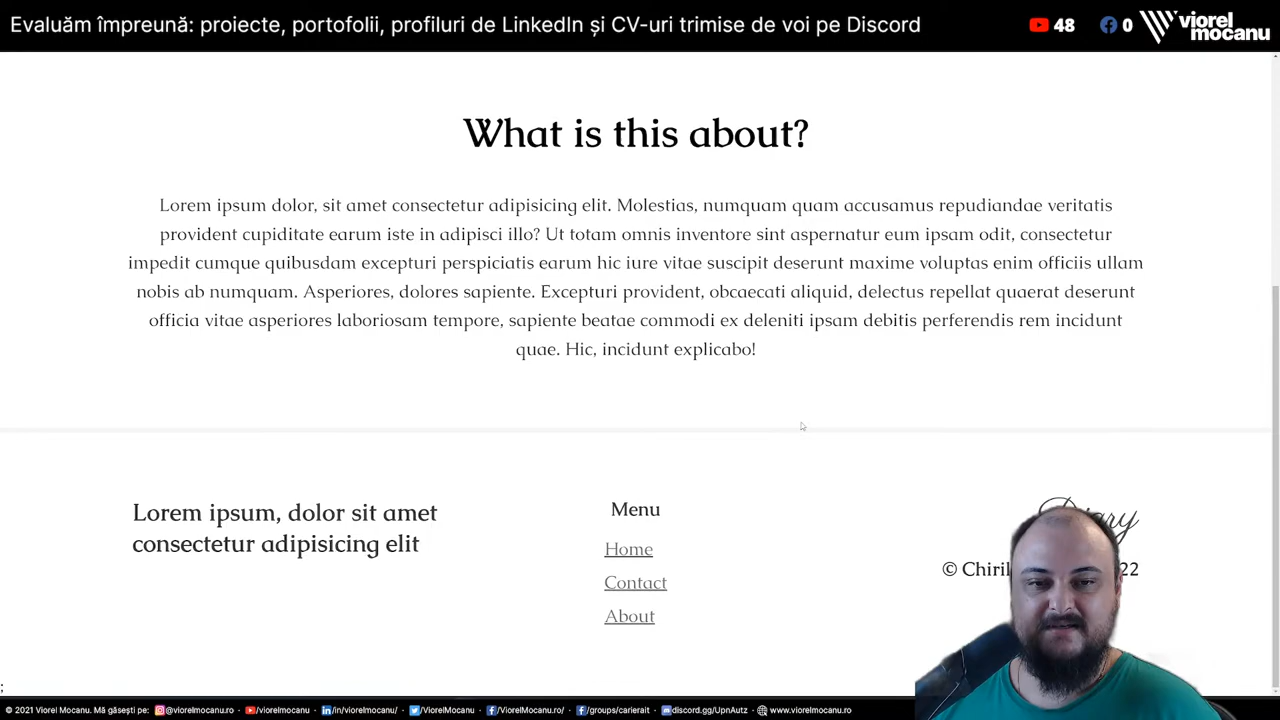 Evaluăm împreună: proiecte, portofolii, profiluri de LinkedIn și CV-uri trimise de voi pe Discord
48
0
viorel
mocanu
What is this about?
Lorem ipsum dolor, sit amet consectetur adipisicing elit. Molestias, numquam quam accusamus repudiandae veritatis
provident cupiditate earum iste in adipisci illo? Ut totam omnis inventore sint aspernatur eum ipsam odit, consectetur
impedit cumque quibusdam excepturi perspiciatis earum hic iure vitae suscipit deserunt maxime voluptas enim officiis ullam
nobis ab numquam. Asperiores, dolores sapiente. Excepturi provident, obcaecati aliquid, delectus repellat quaerat deserunt
officia vitae asperiores laboriosam tempore, sapiente beatae commodi ex deleniti ipsam debitis perferendis rem incidunt
quae. Hic, incidunt explicabo!
Lorem ipsum, dolor sit amet
consectetur adipisicing elit
Menu
Home
Contact
About
Diary
© Chiril 22
;
© 2021 Viorel Mocanu. Mă găsești pe: @viorelmocanu.ro /viorelmocanu /in/viorelmocanu/ /ViorelMocanu /ViorelMocanu.ro/ /groups/carierait discord.gg/UpnAutz www.viorelmocanu.ro